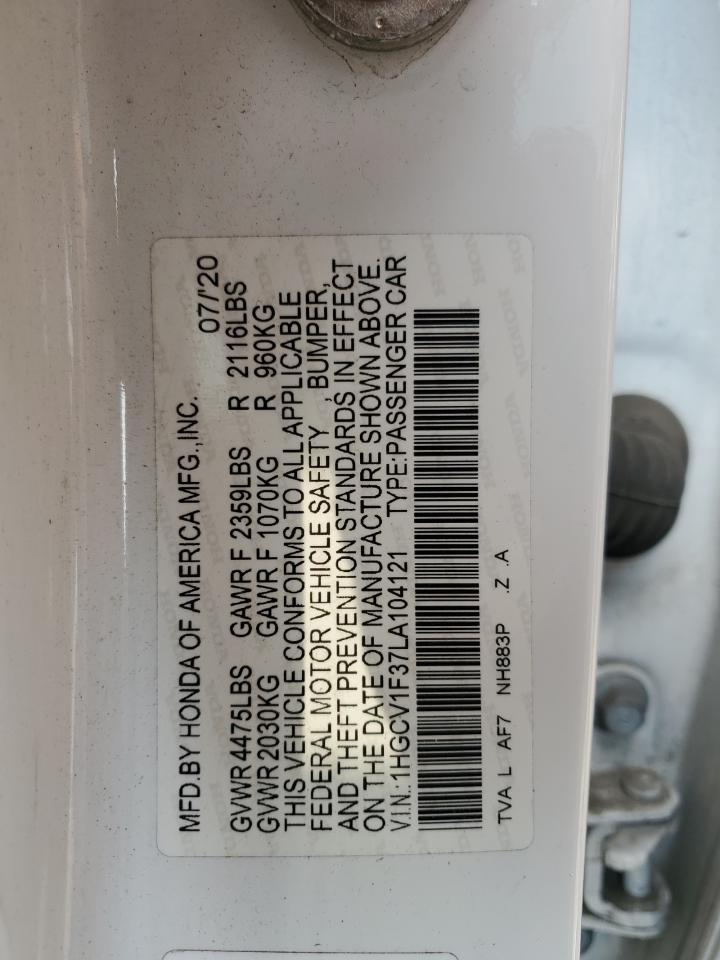 MFD.BY HONDA OF AMERICA MFG.,INC. 07/'20
GVWR 4475LBS GAWR F 2359LBS R 2116LBS
GVWR 2030KG GAWR F 1070KG R 960KG
THIS VEHICLE CONFORMS TO ALL APPLICABLE
FEDERAL MOTOR VEHICLE SAFETY , BUMPER,
AND THEFT PREVENTION STANDARDS IN EFFECT
ON THE DATE OF MANUFACTURE SHOWN ABOVE.
V.I.N.:1HGCV1F37LA104121 TYPE:PASSENGER CAR
TVA L AF7 NH883P .Z .A